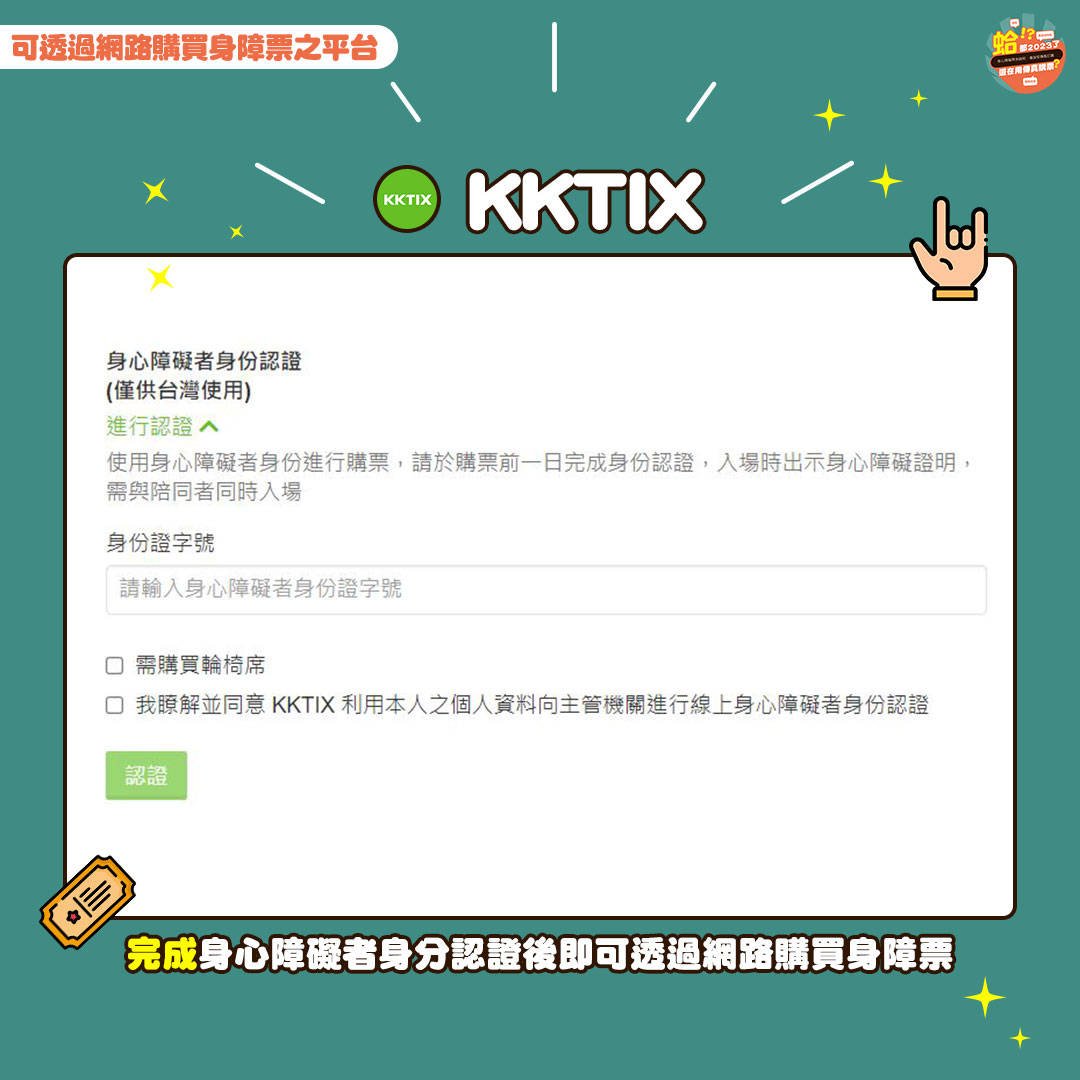 可透過網路購買身障票之平台
蛤!?
都2023了
還在用傳真購票?
KKTIX
KKTIX
身心障礙者身份認證
(僅供台灣使用)
進行認證
使用身心障礙者身份進行購票，請於購票前一日完成身份認證，入場時出示身心障礙證明，
需與陪同者同時入場
身份證字號
請輸入身心障礙者身份證字號
需購買輪椅席
我瞭解並同意 KKTIX 利用本人之個人資料向主管機關進行線上身心障礙者身份認證
認證
完成身心障礙者身分認證後即可透過網路購買身障票